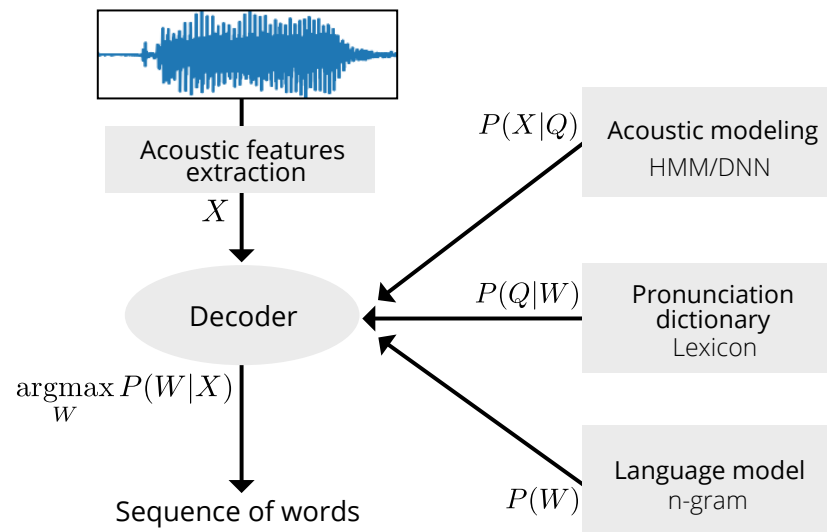 Acoustic features
extraction
X
Decoder
argmax P(W|X)
W
Sequence of words
P(X|Q)
Acoustic modeling
HMM/DNN
P(Q|W)
Pronunciation
dictionary
Lexicon
P(W)
Language model
n-gram